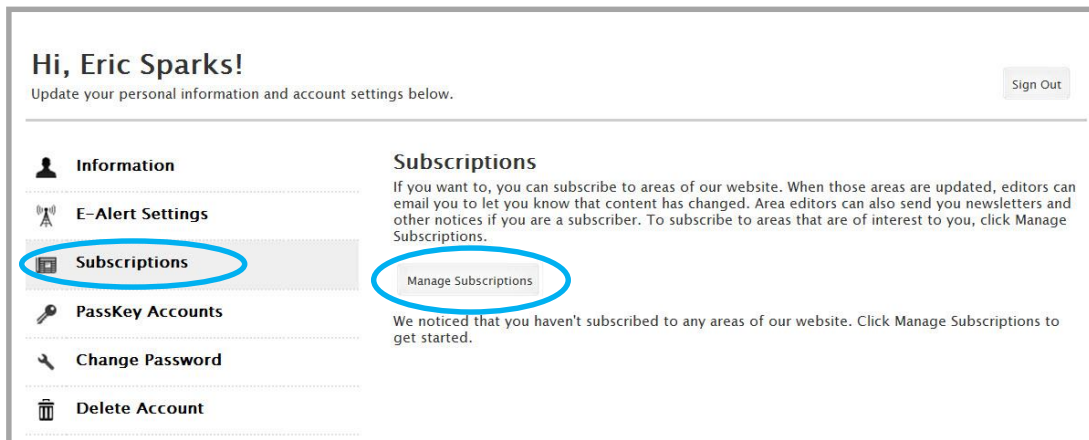 Hi, Eric Sparks!
Update your personal information and account settings below.
Sign Out
Information
E-Alert Settings
Subscriptions
PassKey Accounts
Change Password
Delete Account
Subscriptions
If you want to, you can subscribe to areas of our website. When those areas are updated, editors can
email you to let you know that content has changed. Area editors can also send you newsletters and
other notices if you are a subscriber. To subscribe to areas that are of interest to you, click Manage
Subscriptions.
Manage Subscriptions
We noticed that you haven't subscribed to any areas of our website. Click Manage Subscriptions to
get started.